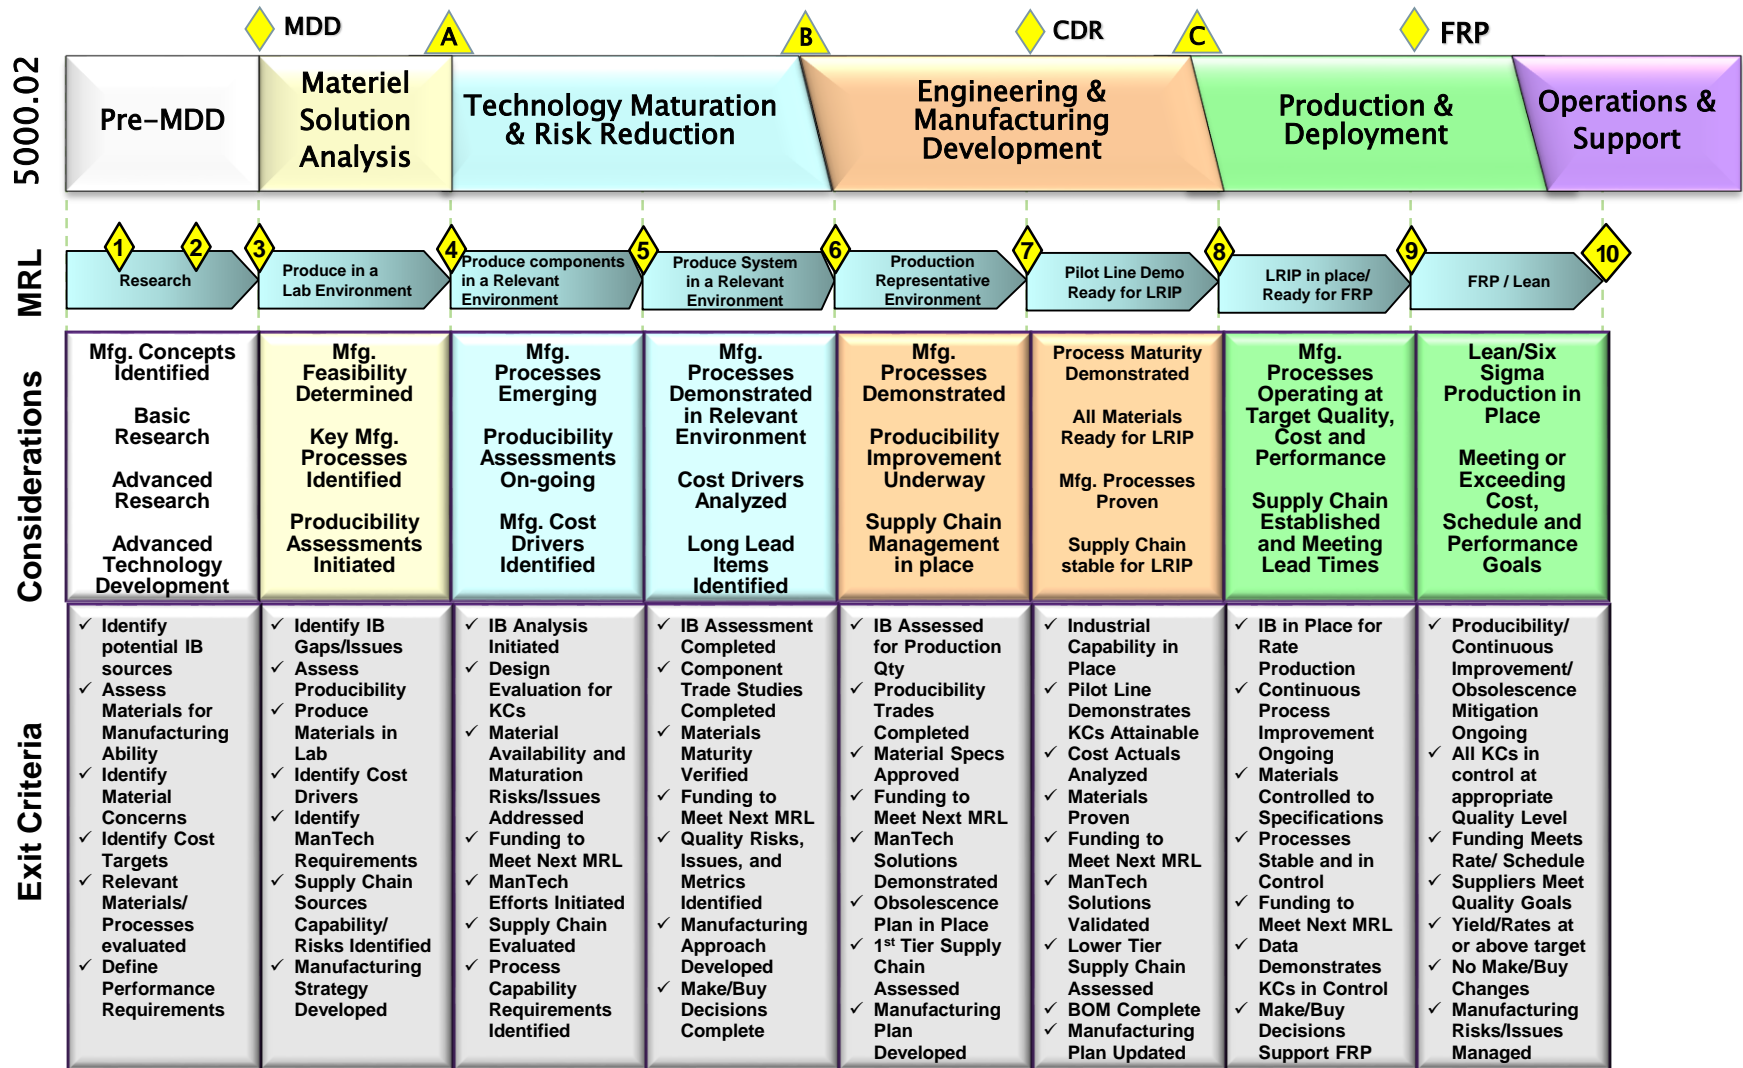 MDD
A
B
CDR
C
FRP
5000.02
Pre-MDD
Materiel
Solution
Analysis
Technology Maturation
& Risk Reduction
Engineering &
Manufacturing
Development
Production &
Deployment
Operations &
Support
MRL
1
2
3
4
5
6
7
8
9
10
Research
Produce in a
Lab Environment
Produce components
in a Relevant
Environment
Produce System
in a Relevant
Environment
Production
Representative
Environment
Pilot Line Demo
Ready for LRIP
LRIP in place/
Ready for FRP
FRP / Lean
Considerations
Mfg. Concepts
Identified
Basic
Research
Advanced
Research
Advanced
Technology
Development
Mfg.
Feasibility
Determined
Key Mfg.
Processes
Identified
Producibility
Assessments
Initiated
Mfg.
Processes
Emerging
Producibility
Assessments
On-going
Mfg. Cost
Drivers
Identified
Mfg.
Processes
Demonstrated
in Relevant
Environment
Cost Drivers
Analyzed
Long Lead
Items
Identified
Mfg.
Processes
Demonstrated
Producibility
Improvement
Underway
Supply Chain
Management
in place
Process Maturity
Demonstrated
All Materials
Ready for LRIP
Mfg. Processes
Proven
Supply Chain
stable for LRIP
Mfg.
Processes
Operating at
Target Quality,
Cost and
Performance
Supply Chain
Established
and Meeting
Lead Times
Lean/Six
Sigma
Production in
Place
Meeting or
Exceeding
Cost,
Schedule and
Performance
Goals
Exit Criteria
✓ Identify
potential IB
sources
✓ Assess
Materials for
Manufacturing
Ability
✓ Identify
Material
Concerns
✓ Identify Cost
Targets
✓ Relevant
Materials/
Processes
evaluated
✓ Define
Performance
Requirements
✓ Identify IB
Gaps/Issues
✓ Assess
Producibility
✓ Produce
Materials in
Lab
✓ Identify Cost
Drivers
✓ Identify
ManTech
Requirements
✓ Supply Chain
Sources
Capability/
Risks Identified
✓ Manufacturing
Strategy
Developed
✓ IB Analysis
Initiated
✓ Design
Evaluation for
KCs
✓ Material
Availability and
Maturation
Risks/Issues
Addressed
✓ Funding to
Meet Next MRL
✓ ManTech
Efforts Initiated
✓ Supply Chain
Evaluated
✓ Process
Capability
Requirements
Identified
✓ IB Assessment
Completed
✓ Component
Trade Studies
Completed
✓ Materials
Maturity
Verified
✓ Funding to
Meet Next MRL
✓ Quality Risks,
Issues, and
Metrics
Identified
✓ Manufacturing
Approach
Developed
✓ Make/Buy
Decisions
Complete
✓ IB Assessed
for Production
Qty
✓ Producibility
Trades
Completed
✓ Material Specs
Approved
✓ Funding to
Meet Next MRL
✓ ManTech
Solutions
Demonstrated
✓ Obsolescence
Plan in Place
✓ 1st Tier Supply
Chain
Assessed
✓ Manufacturing
Plan
Developed
✓ Industrial
Capability in
Place
✓ Pilot Line
Demonstrates
KCs Attainable
✓ Cost Actuals
Analyzed
✓ Materials
Proven
✓ Funding to
Meet Next MRL
✓ ManTech
Solutions
Validated
✓ Lower Tier
Supply Chain
Assessed
✓ BOM Complete
✓ Manufacturing
Plan Updated
✓ IB in Place for
Rate
Production
✓ Continuous
Process
Improvement
Ongoing
✓ Materials
Controlled to
Specifications
✓ Processes
Stable and in
Control
✓ Funding to
Meet Next MRL
✓ Data
Demonstrates
KCs in Control
✓ Make/Buy
Decisions
Support FRP
✓ Producibility/
Continuous
Improvement/
Obsolescence
Mitigation
Ongoing
✓ All KCs in
control at
appropriate
Quality Level
✓ Funding Meets
Rate/ Schedule
✓ Suppliers Meet
Quality Goals
✓ Yield/Rates at
or above target
✓ No Make/Buy
Changes
✓ Manufacturing
Risks/Issues
Managed